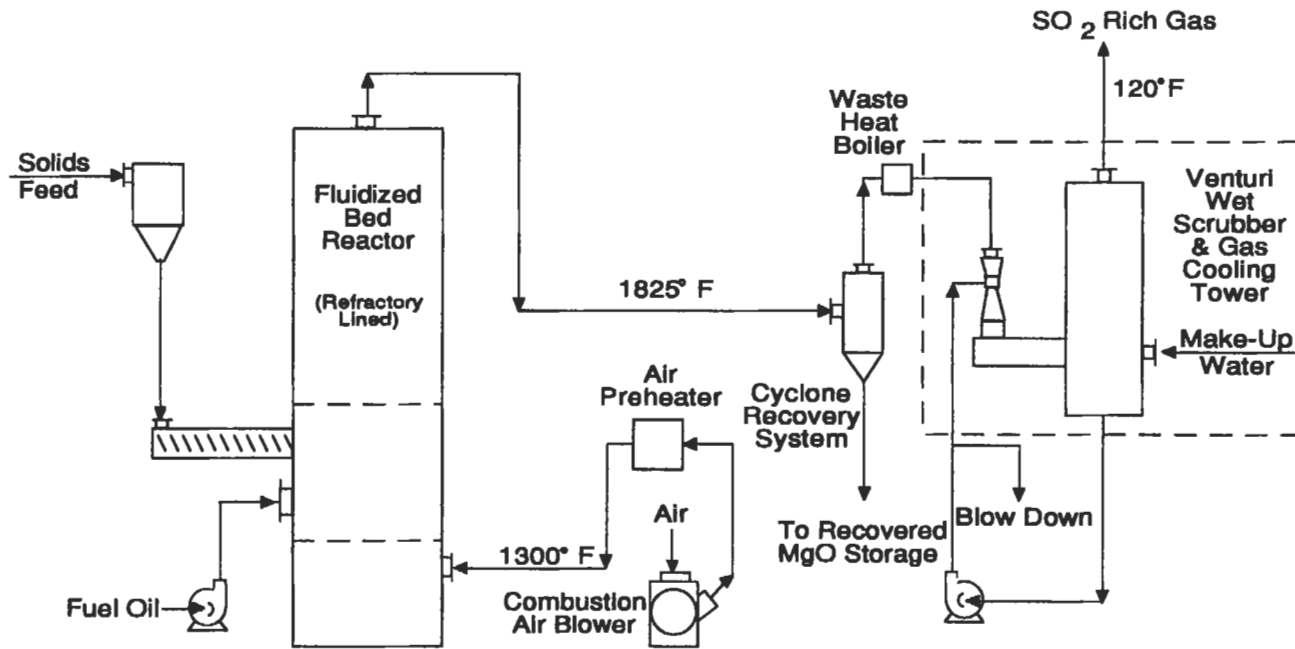 SO 2 Rich Gas
120°F
Waste
Heat
Boiler
Solids
Feed
Fluidized
Bed
Reactor
(Refractory
Lined)
Venturi
Wet
Scrubber
& Gas
Cooling
Tower
1825° F
Make-Up
Water
Air
Preheater
Cyclone
Recovery
System
Air
To Recovered
MgO Storage
Blow Down
1300° F
Fuel Oil
Combustion
Air Blower